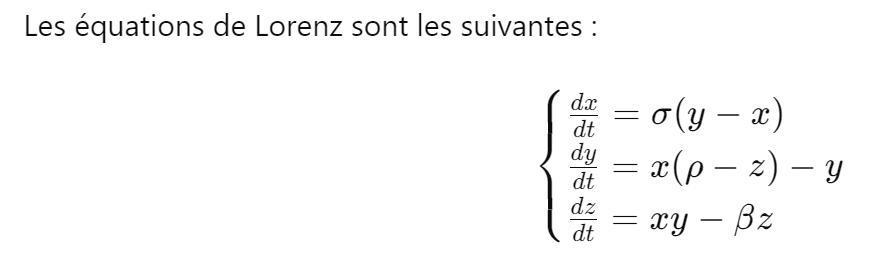 Les équations de Lorenz sont les suivantes :
dx/dt = σ(y − x)
dy/dt = x(ρ − z) − y
dz/dt = xy − βz